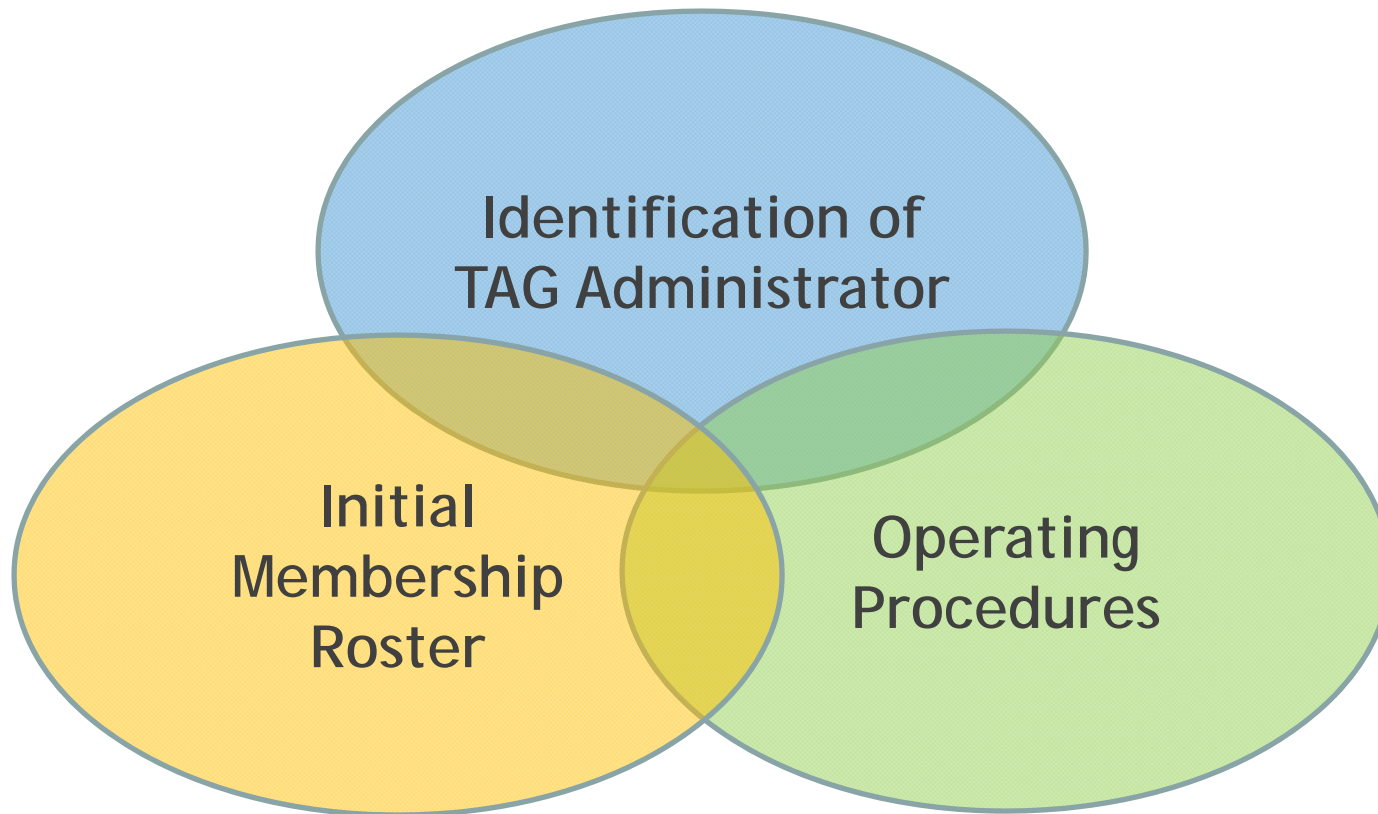 Identification of
TAG Administrator
Initial
Membership
Roster
Operating
Procedures